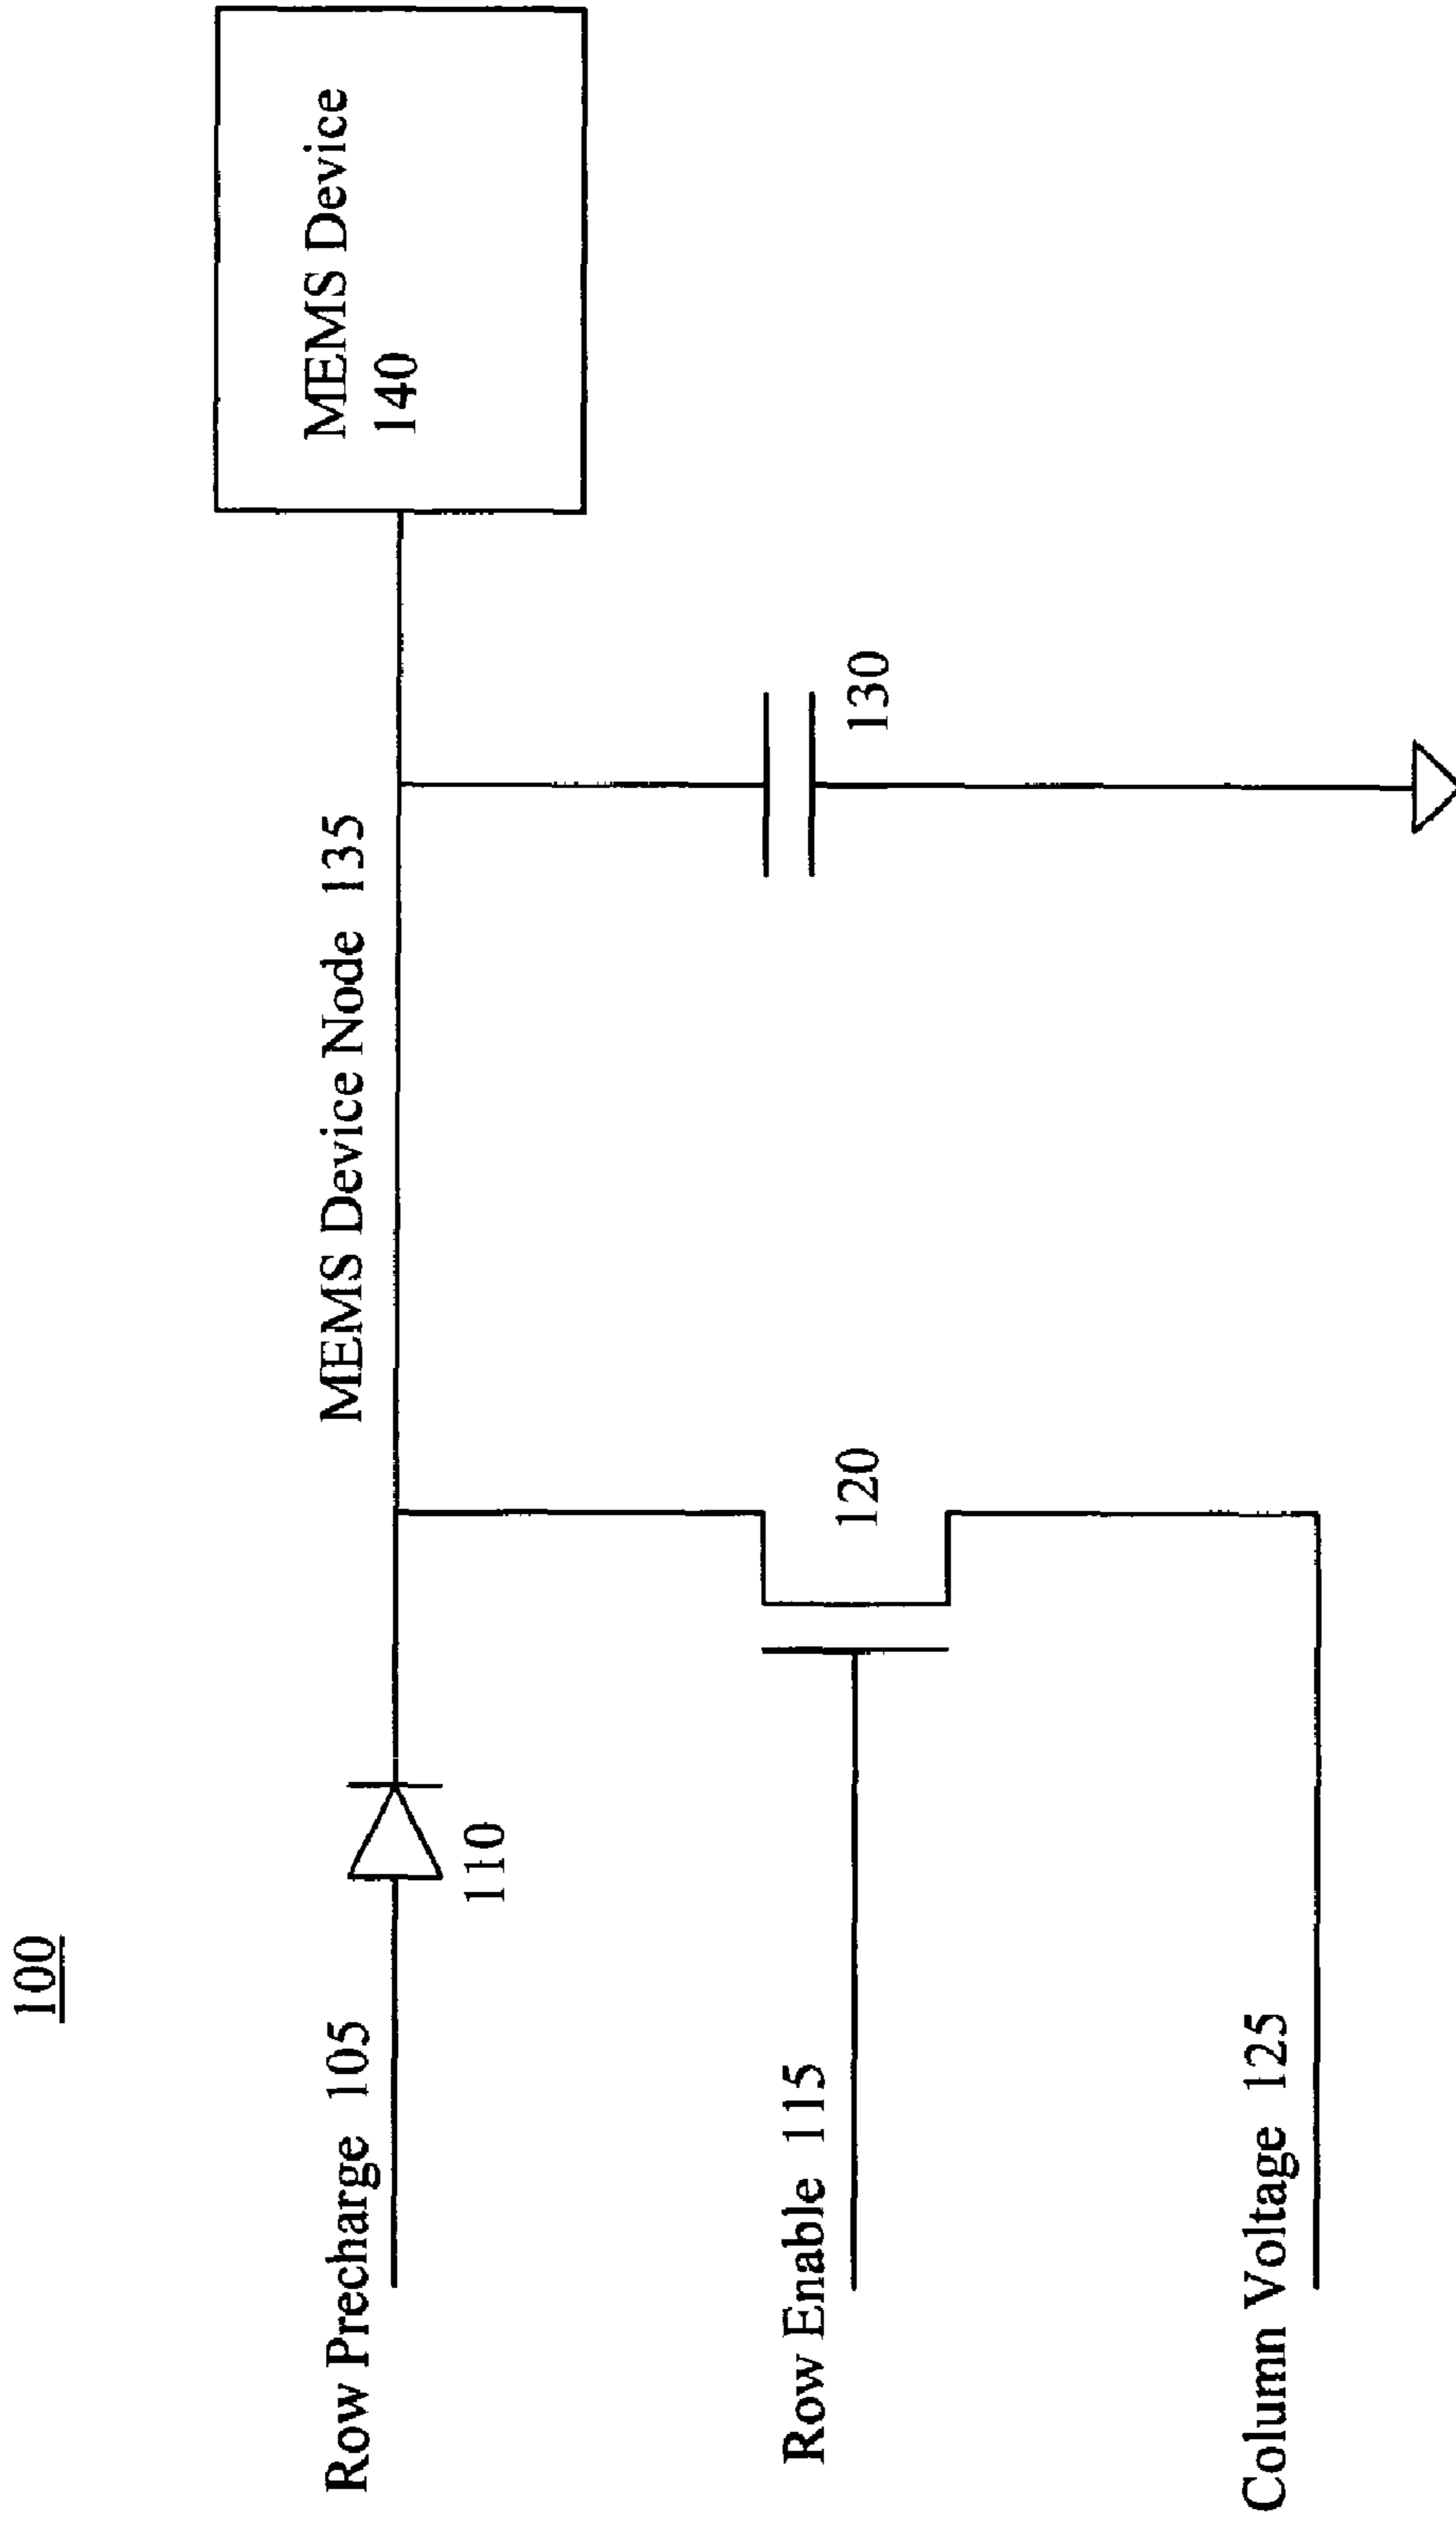 100
Row Precharge 105
110
MEMS Device Node 135
MEMS Device
140
Row Enable 115
120
130
Column Voltage 125